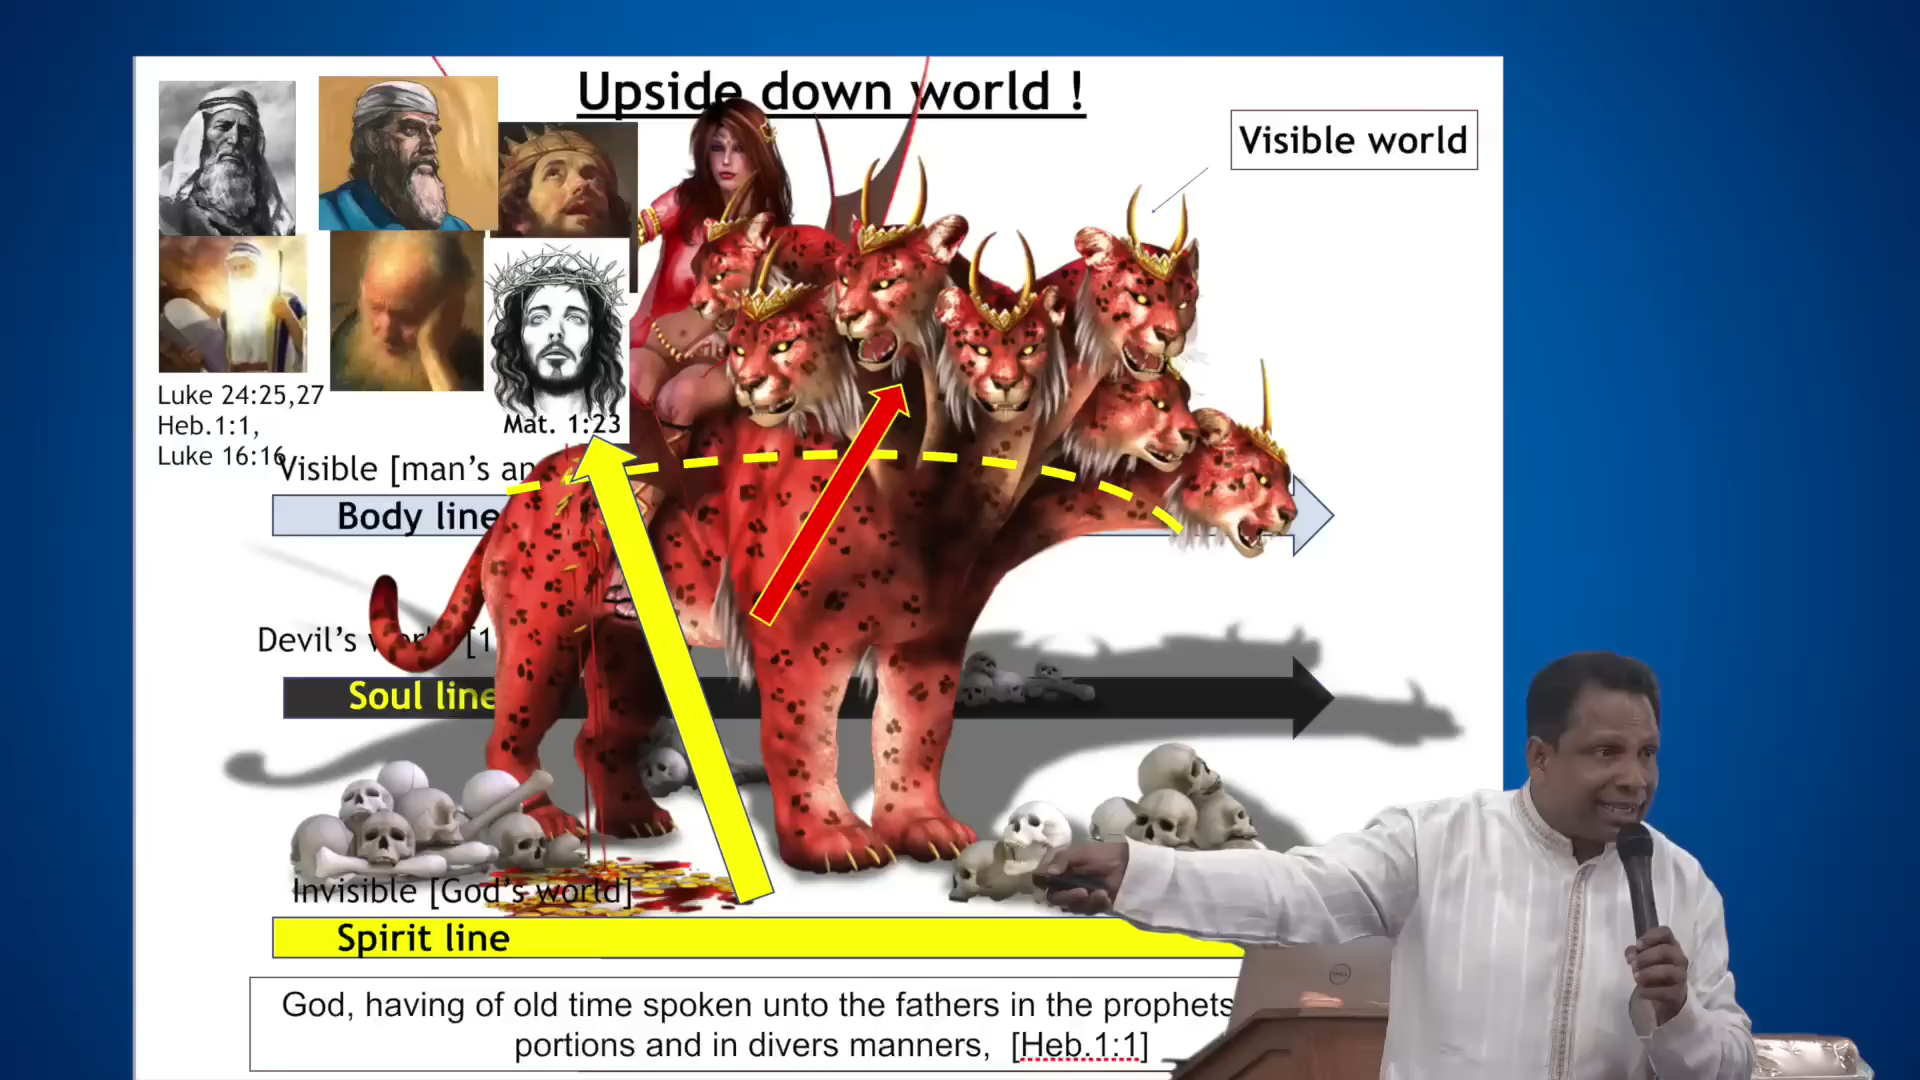 Upside down world !
Visible world
Luke 24:25,27
Heb.1:1,
Luke 16:16
Mat. 1:23
Visible [man's an
Body line
Devil's [1
Soul line
Invisible [God's world]
Spirit line
God, having of old time spoken unto the fathers in the prophets
portions and in divers manners, [Heb.1:1]
DELL